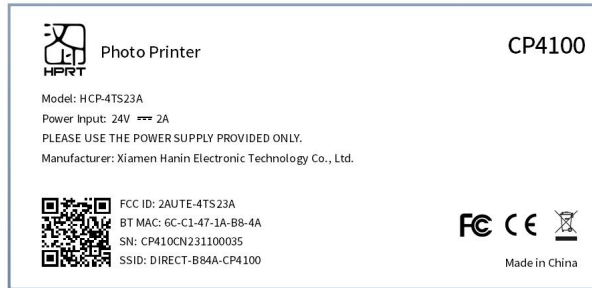 汉印
HPRT
Photo Printer
CP4100
Model: HCP-4TS23A
Power Input: 24V ⎓ 2A
PLEASE USE THE POWER SUPPLY PROVIDED ONLY.
Manufacturer: Xiamen Hanin Electronic Technology Co., Ltd.
FCC ID: 2AUTE-4TS23A
BT MAC: 6C-C1-47-1A-B8-4A
SN: CP410CN231100035
SSID: DIRECT-B84A-CP4100
FC CE
Made in China